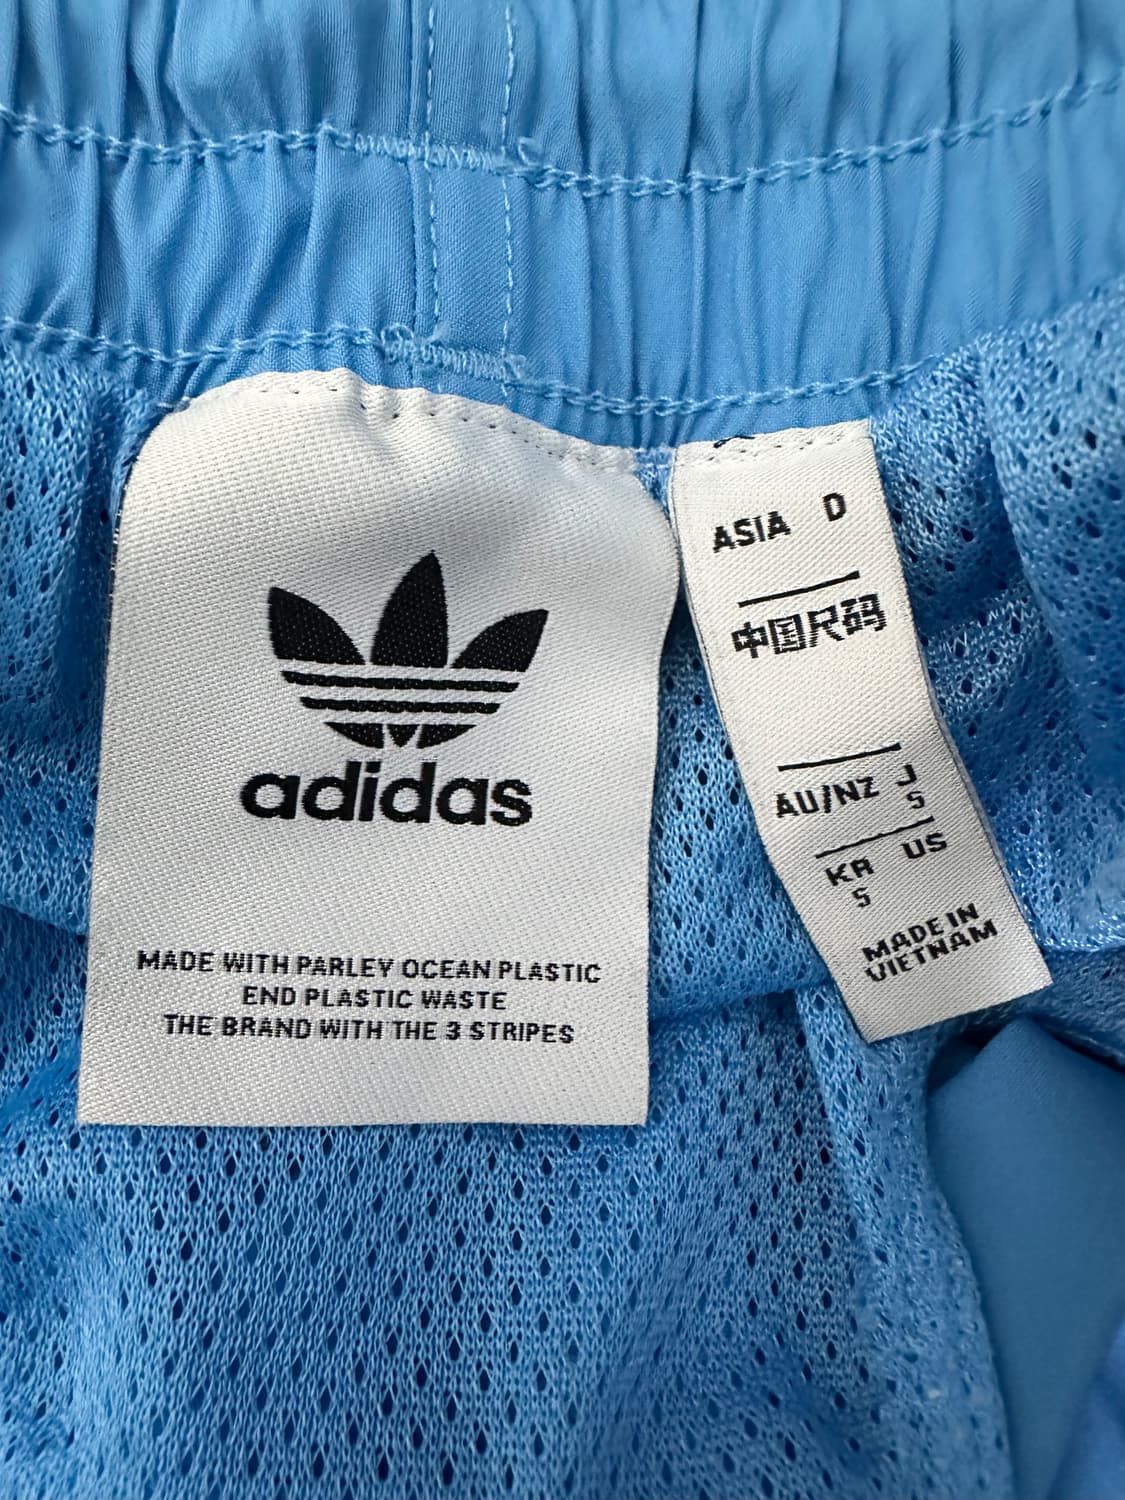 adidas
MADE WITH PARLEY OCEAN PLASTIC
END PLASTIC WASTE
THE BRAND WITH THE 3 STRIPES
ASIA D
中国尺码
AU/NZ J
S
KR US
S
MADE IN
VIETNAM